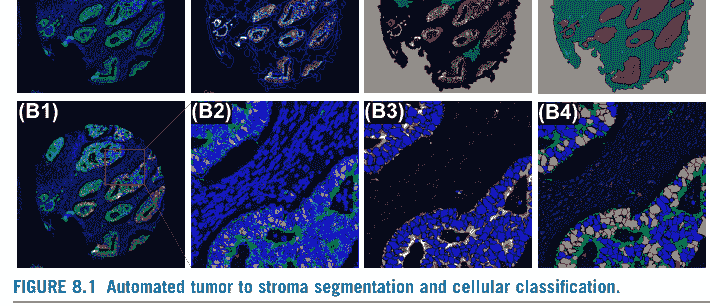 (B1) (B2) (B3) (B4)
FIGURE 8.1 Automated tumor to stroma segmentation and cellular classification.